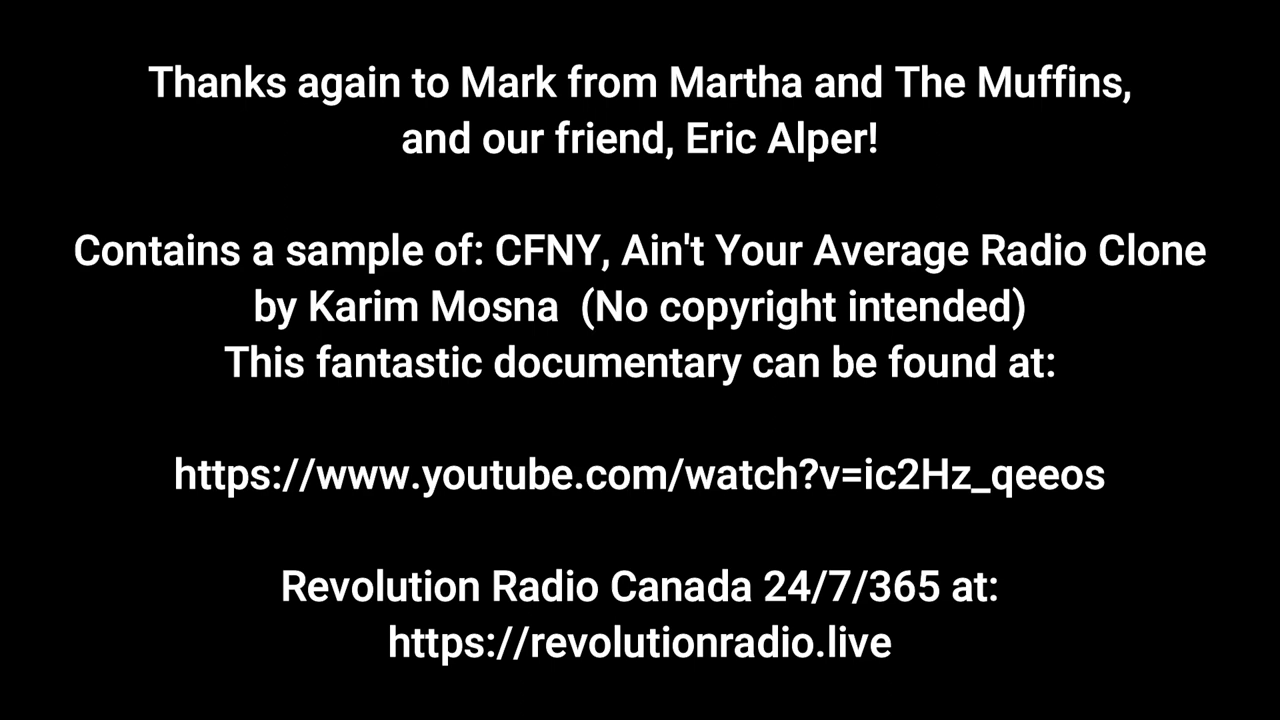 Thanks again to Mark from Martha and The Muffins,
and our friend, Eric Alper!
Contains a sample of: CFNY, Ain't Your Average Radio Clone
by Karim Mosna  (No copyright intended)
This fantastic documentary can be found at:
https://www.youtube.com/watch?v=ic2Hz_qeeos
Revolution Radio Canada 24/7/365 at:
https://revolutionradio.live